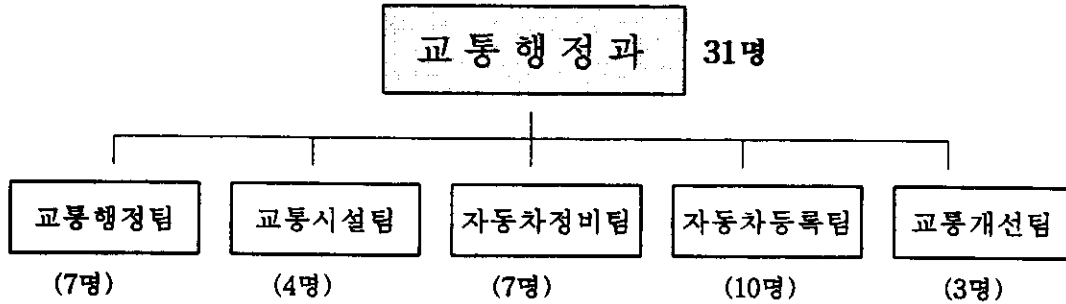 교통행정과 31명
교통행정팀 교통시설팀 자동차정비팀 자동차등록팀 교통개선팀
(7명) (4명) (7명) (10명) (3명)